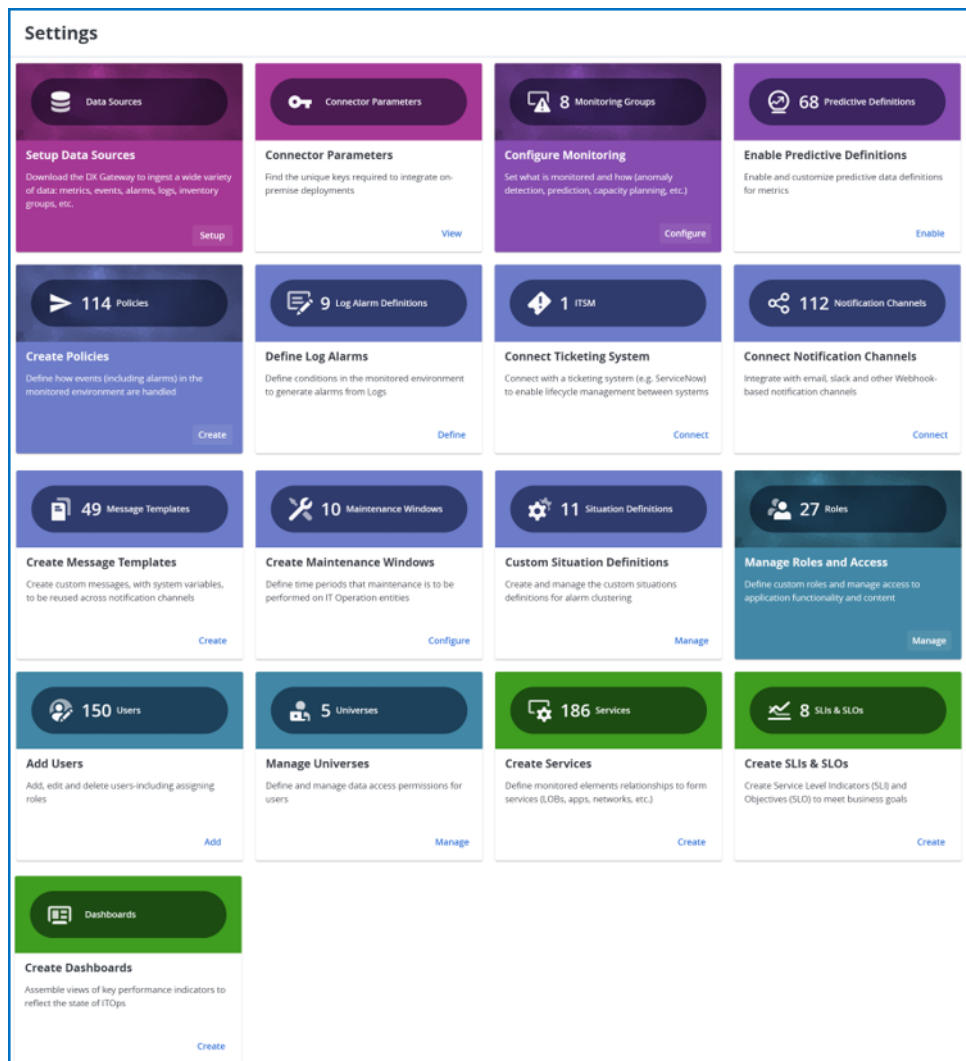 Settings
Data Sources
Setup Data Sources
Download the DX Gateway to ingest a wide variety
of data: metrics, events, alarms, logs, inventory
groups, etc.
Setup
Connector Parameters
Connector Parameters
Find the unique keys required to integrate on-
premise deployments
View
8 Monitoring Groups
Configure Monitoring
Set what is monitored and how (anomaly
detection, prediction, capacity planning, etc.)
Configure
68 Predictive Definitions
Enable Predictive Definitions
Enable and customize predictive data definitions
for metrics
Enable
114 Policies
Create Policies
Define how events (including alarms) in the
monitored environment are handled
Create
9 Log Alarm Definitions
Define Log Alarms
Define conditions in the monitored environment
to generate alarms from Logs
Define
1 ITSM
Connect Ticketing System
Connect with a ticketing system (e.g. ServiceNow)
to enable lifecycle management between systems
Connect
112 Notification Channels
Connect Notification Channels
Integrate with email, slack and other Webhook-
based notification channels
Connect
49 Message Templates
Create Message Templates
Create custom messages, with system variables,
to be reused across notification channels
Create
10 Maintenance Windows
Create Maintenance Windows
Define time periods that maintenance is to be
performed on IT Operation entities
Configure
11 Situation Definitions
Custom Situation Definitions
Create and manage the custom situations
definitions for alarm clustering
Manage
27 Roles
Manage Roles and Access
Define custom roles and manage access to
application functionality and content
Manage
150 Users
Add Users
Add, edit and delete users-including assigning
roles
Add
5 Universes
Manage Universes
Define and manage data access permissions for
users
Manage
186 Services
Create Services
Define monitored elements relationships to form
services (LOBs, apps, networks, etc.)
Create
8 SLIs & SLOs
Create SLIs & SLOs
Create Service Level Indicators (SLI) and
Objectives (SLO) to meet business goals
Create
Dashboards
Create Dashboards
Assemble views of key performance indicators to
reflect the state of ITOps
Create